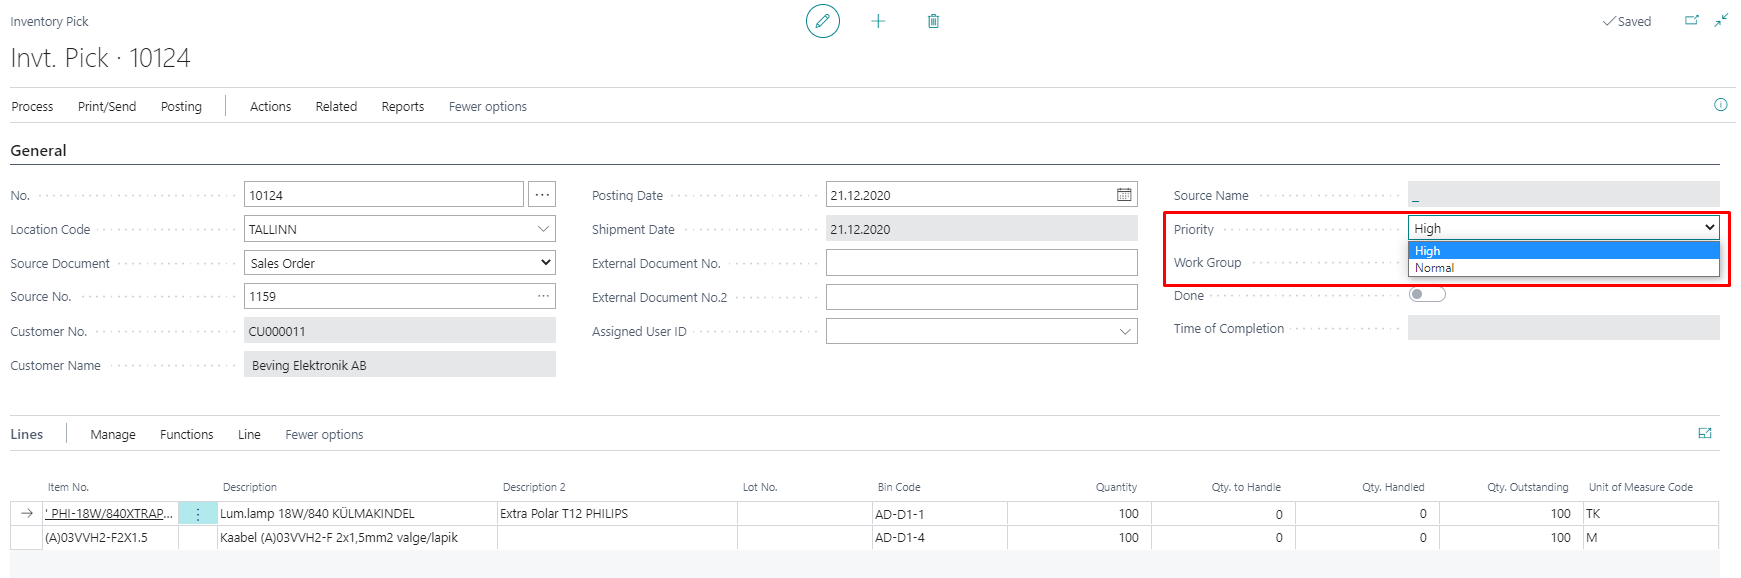 Inventory Pick
Saved
Invt. Pick · 10124
Process Print/Send Posting Actions Related Reports Fewer options
General
No. 10124 ...
Posting Date 21.12.2020
Source Name _
Location Code TALLINN
Shipment Date 21.12.2020
Priority High
High
Normal
Source Document Sales Order
External Document No.
Work Group
Source No. 1159 ...
External Document No.2
Done
Customer No. CU000011
Assigned User ID
Time of Completion
Customer Name Beving Elektronik AB
Lines Manage Functions Line Fewer options
Item No. Description Description 2 Lot No. Bin Code Quantity Qty. to Handle Qty. Handled Qty. Outstanding Unit of Measure Code
' PHI-18W/840XTRAP... Lum.lamp 18W/840 KÜLMAKINDEL Extra Polar T12 PHILIPS AD-D1-1 100 0 0 100 TK
(A)03VVH2-F2X1.5 Kaabel (A)03VVH2-F 2x1,5mm2 valge/lapik AD-D1-4 100 0 0 100 M